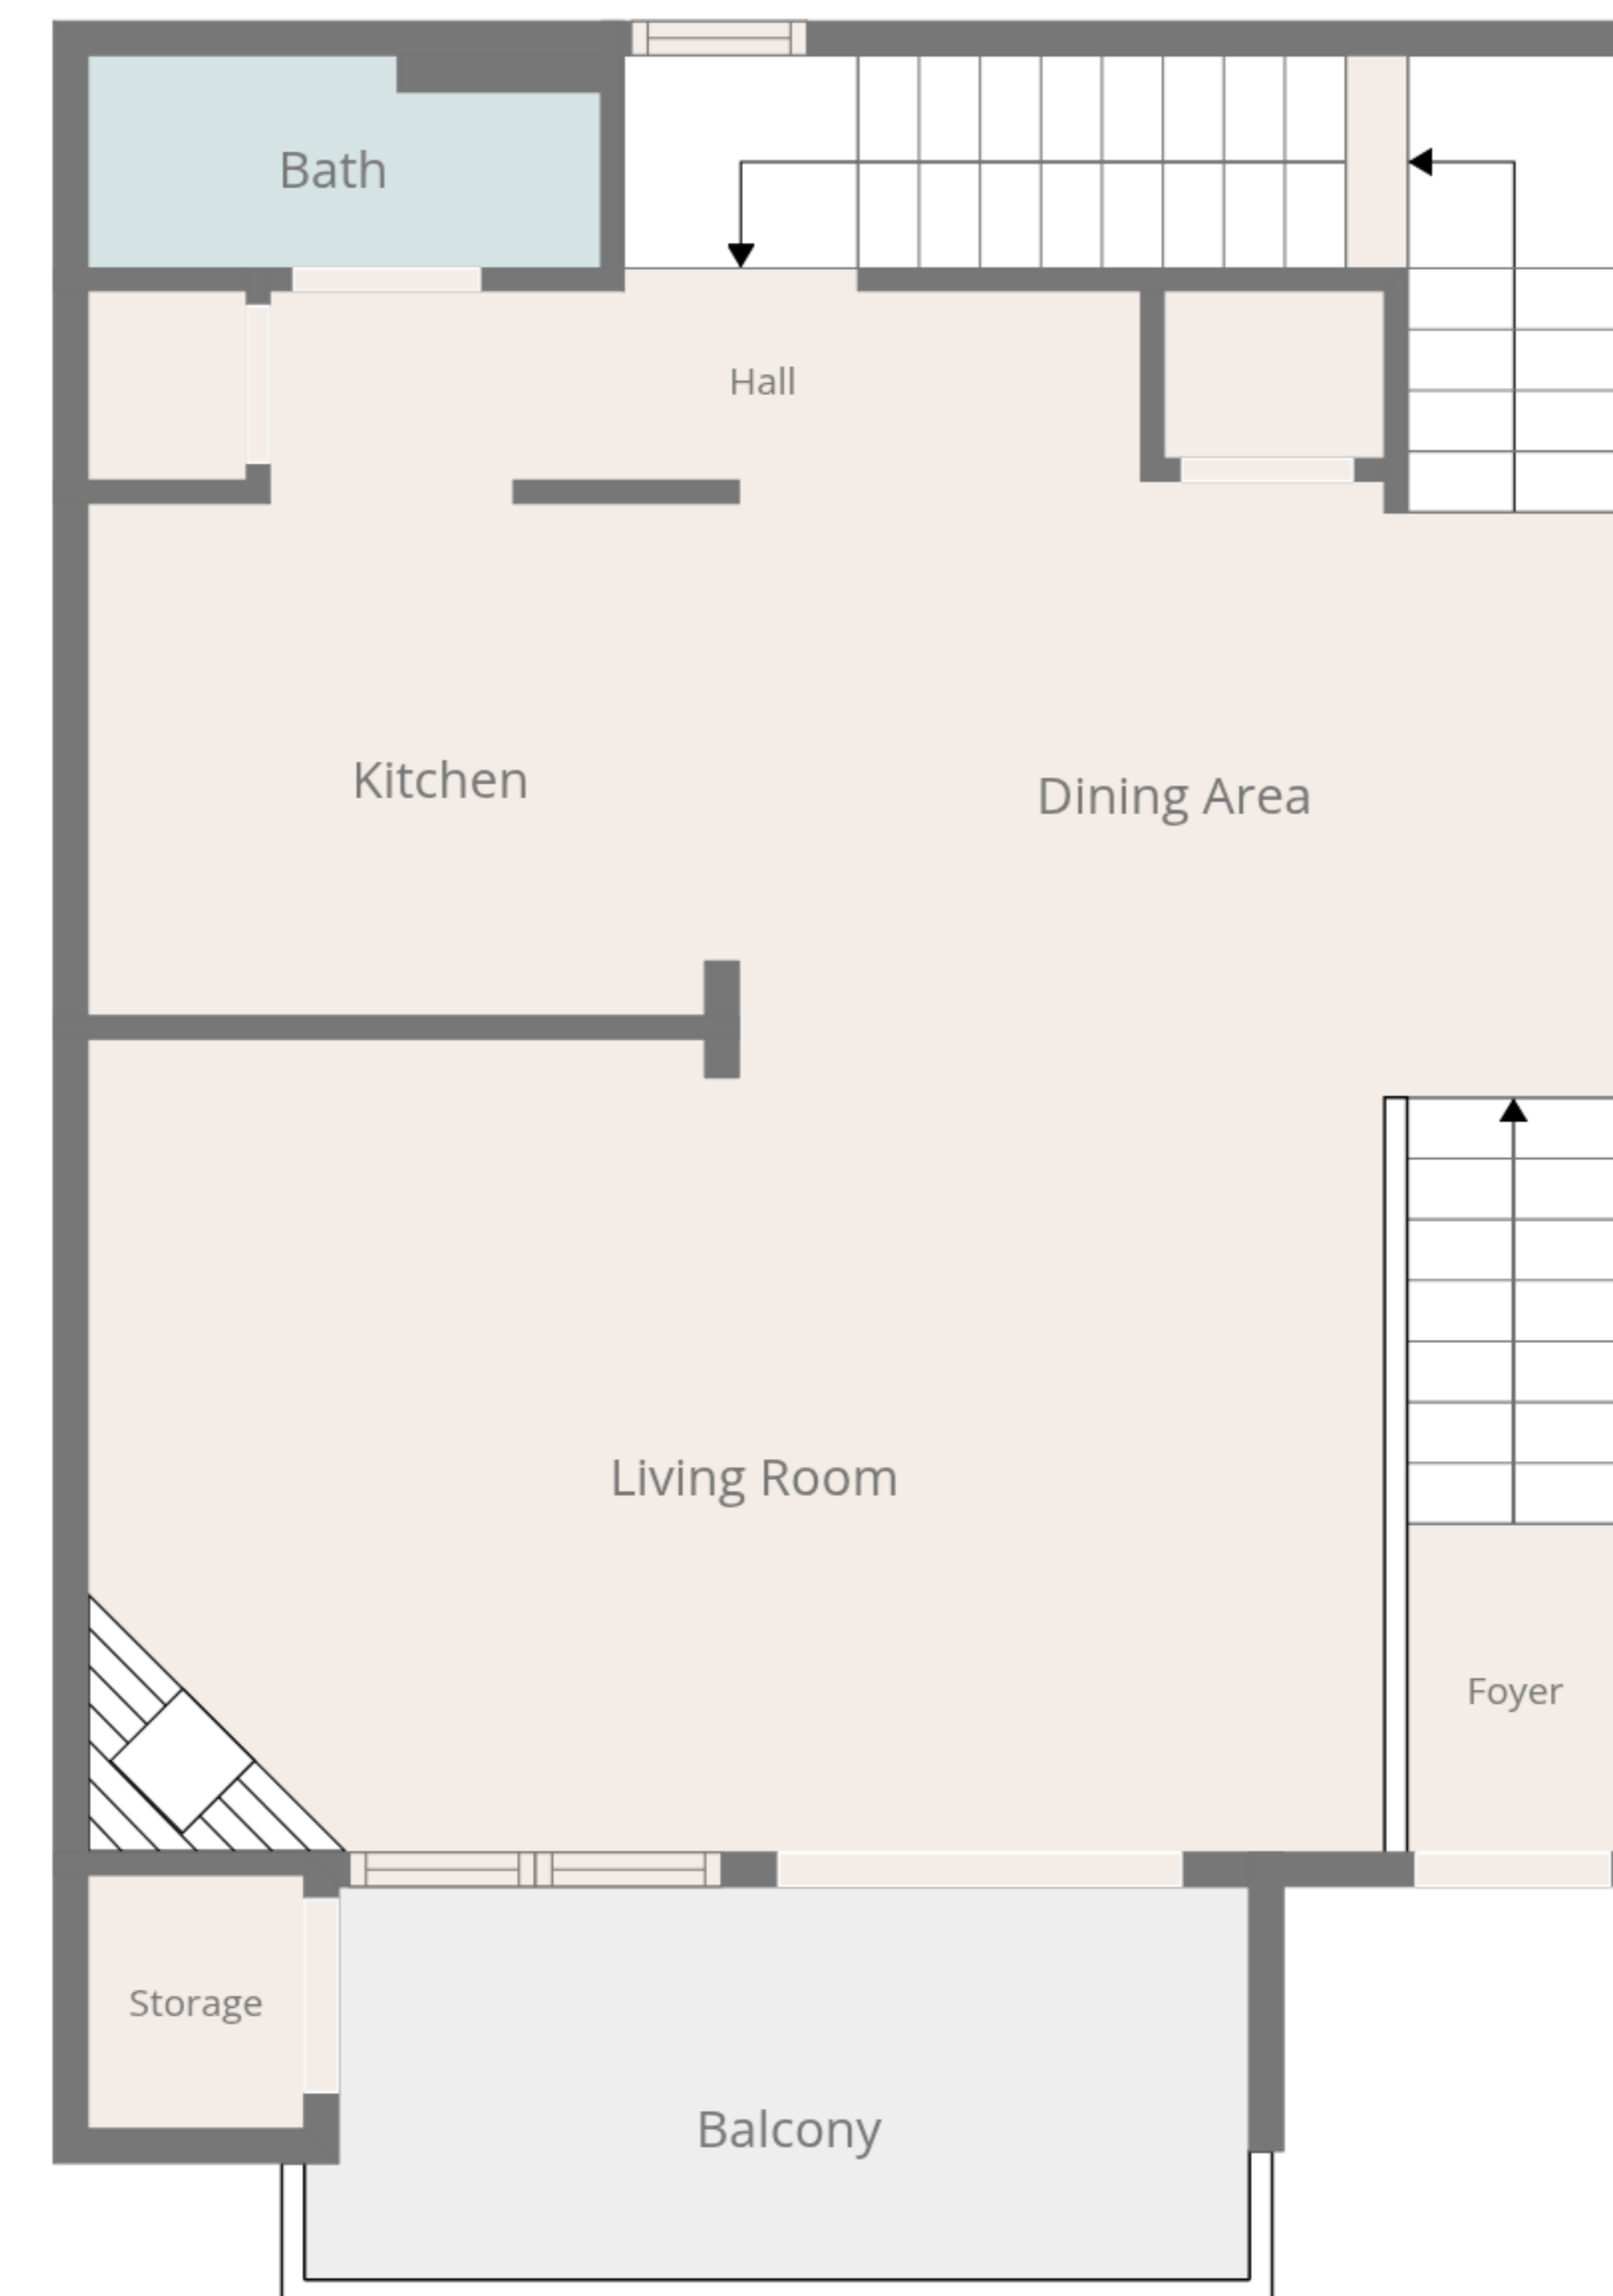 Bath
Hall
Kitchen
Dining Area
Living Room
Foyer
Storage
Balcony